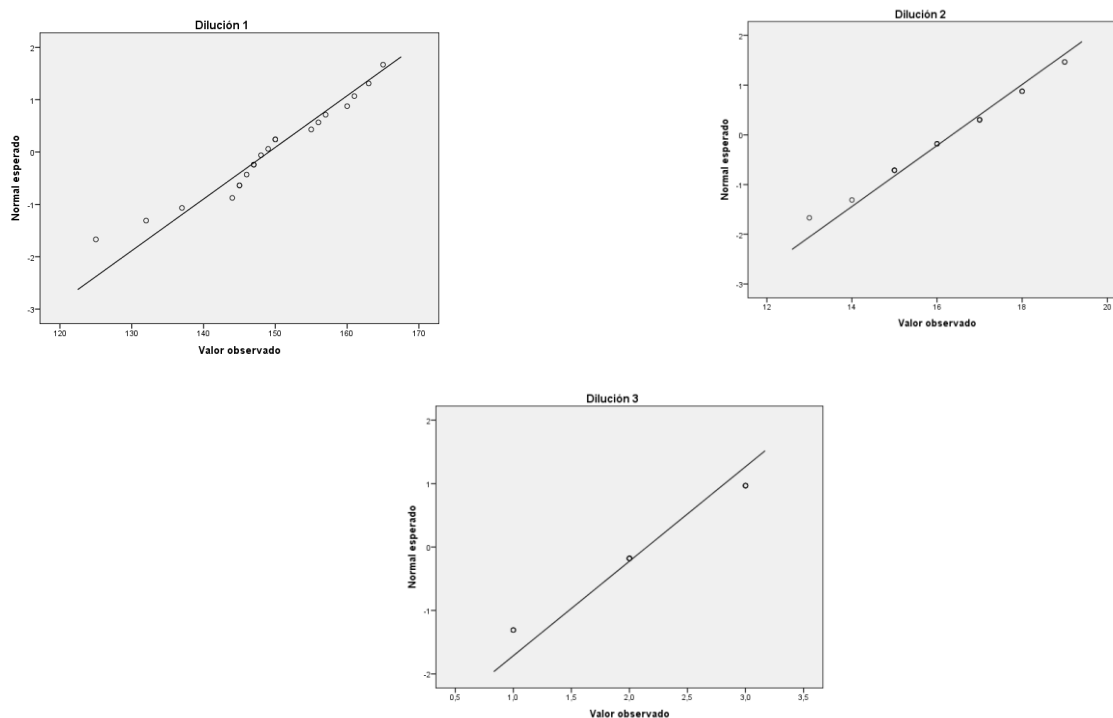 Dilución 1
2
1
0
-1
-2
-3
Normal esperado
120 130 140 150 160 170
Valor observado
Dilución 2
2
1
0
-1
-2
-3
Normal esperado
12 14 16 18 20
Valor observado
Dilución 3
2
1
0
-1
-2
Normal esperado
0,5 1,0 1,5 2,0 2,5 3,0 3,5
Valor observado